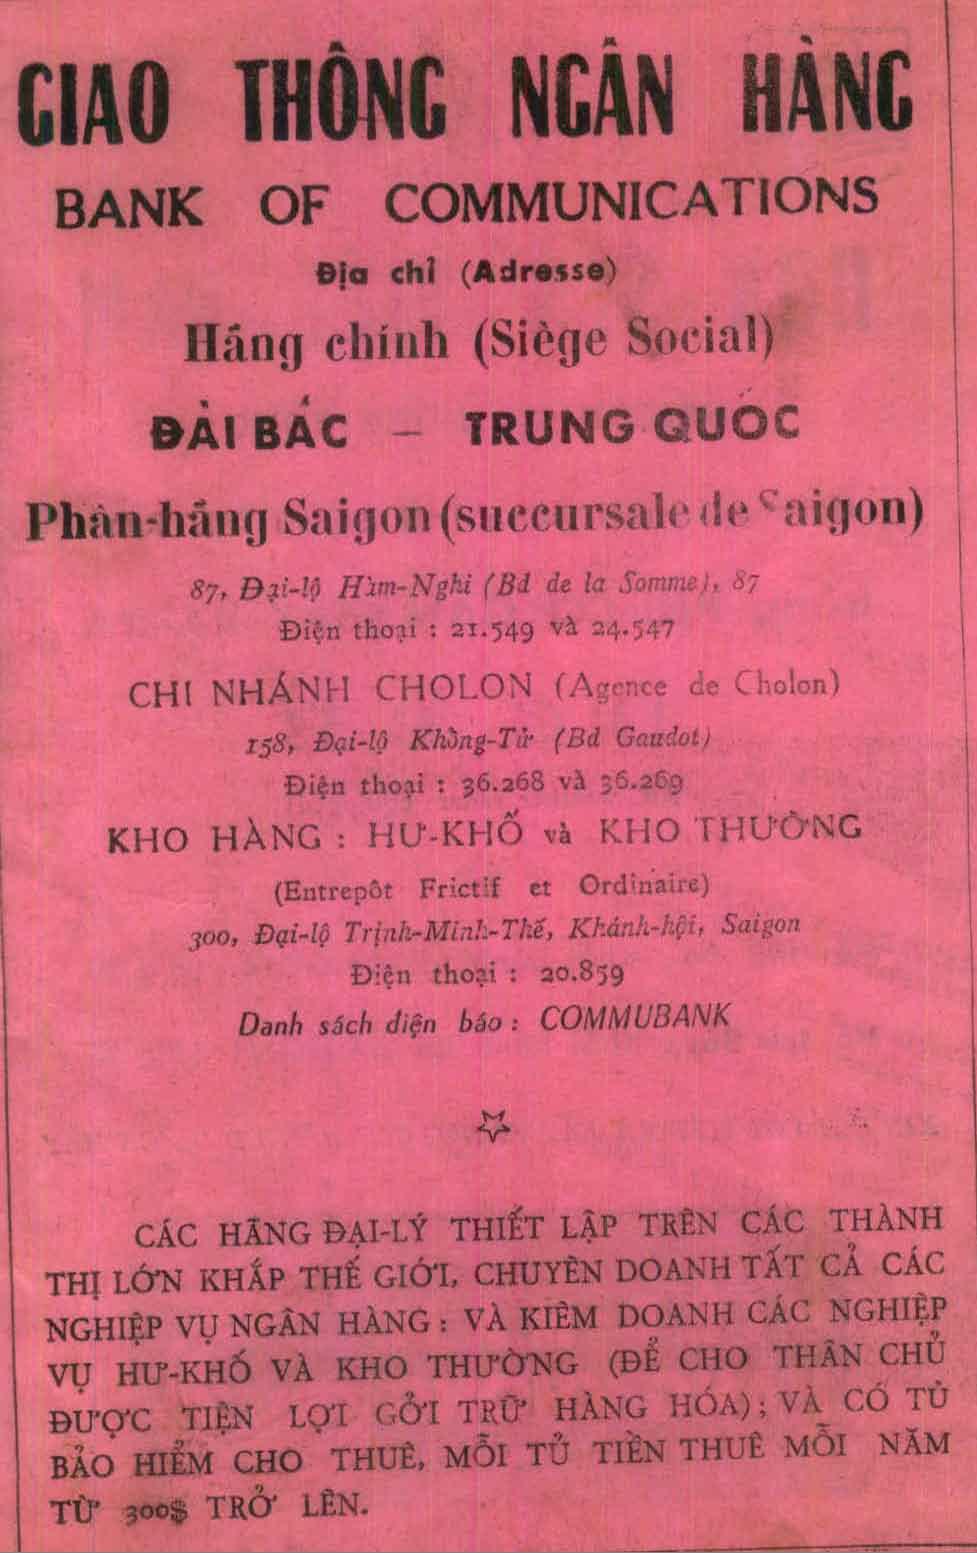 GIAO THÔNG NGÂN HÀNG
BANK OF COMMUNICATIONS
Địa chỉ (Adresse)
Hãng chính (Siège Social)
ĐÀI BẮC – TRUNG QUỐC
Phân-hãng Saigon (succursale de Saigon)
87, Đại-lộ Hàm-Nghi (Bd de la Somme), 87
Điện thoại : 21.549 và 24.547
CHI NHÁNH CHOLON (Agence de Cholon)
158, Đại-lộ Khổng-Tử (Bd Gaudot)
Điện thoại : 36.268 và 36.269
KHO HÀNG : HƯ-KHỐ và KHO THƯỜNG
(Entrepôt Frictif et Ordinaire)
300, Đại-lộ Trịnh-Minh-Thế, Khánh-hội, Saigon
Điện thoại : 20.859
Danh sách điện báo : COMMUBANK
CÁC HÃNG ĐẠI-LÝ THIẾT LẬP TRÊN CÁC THÀNH
THỊ LỚN KHẮP THẾ GIỚI, CHUYÊN DOANH TẤT CẢ CÁC
NGHIỆP VỤ NGÂN HÀNG : VÀ KIÊM DOANH CÁC NGHIỆP
VỤ HƯ-KHỐ VÀ KHO THƯỜNG (ĐỂ CHO THÂN CHỦ
ĐƯỢC TIỆN LỢI GỞI TRỮ HÀNG HÓA) ; VÀ CÓ TỦ
BẢO HIỂM CHO THUÊ, MỖI TỦ TIỀN THUÊ MỖI NĂM
TỪ 300$ TRỞ LÊN.